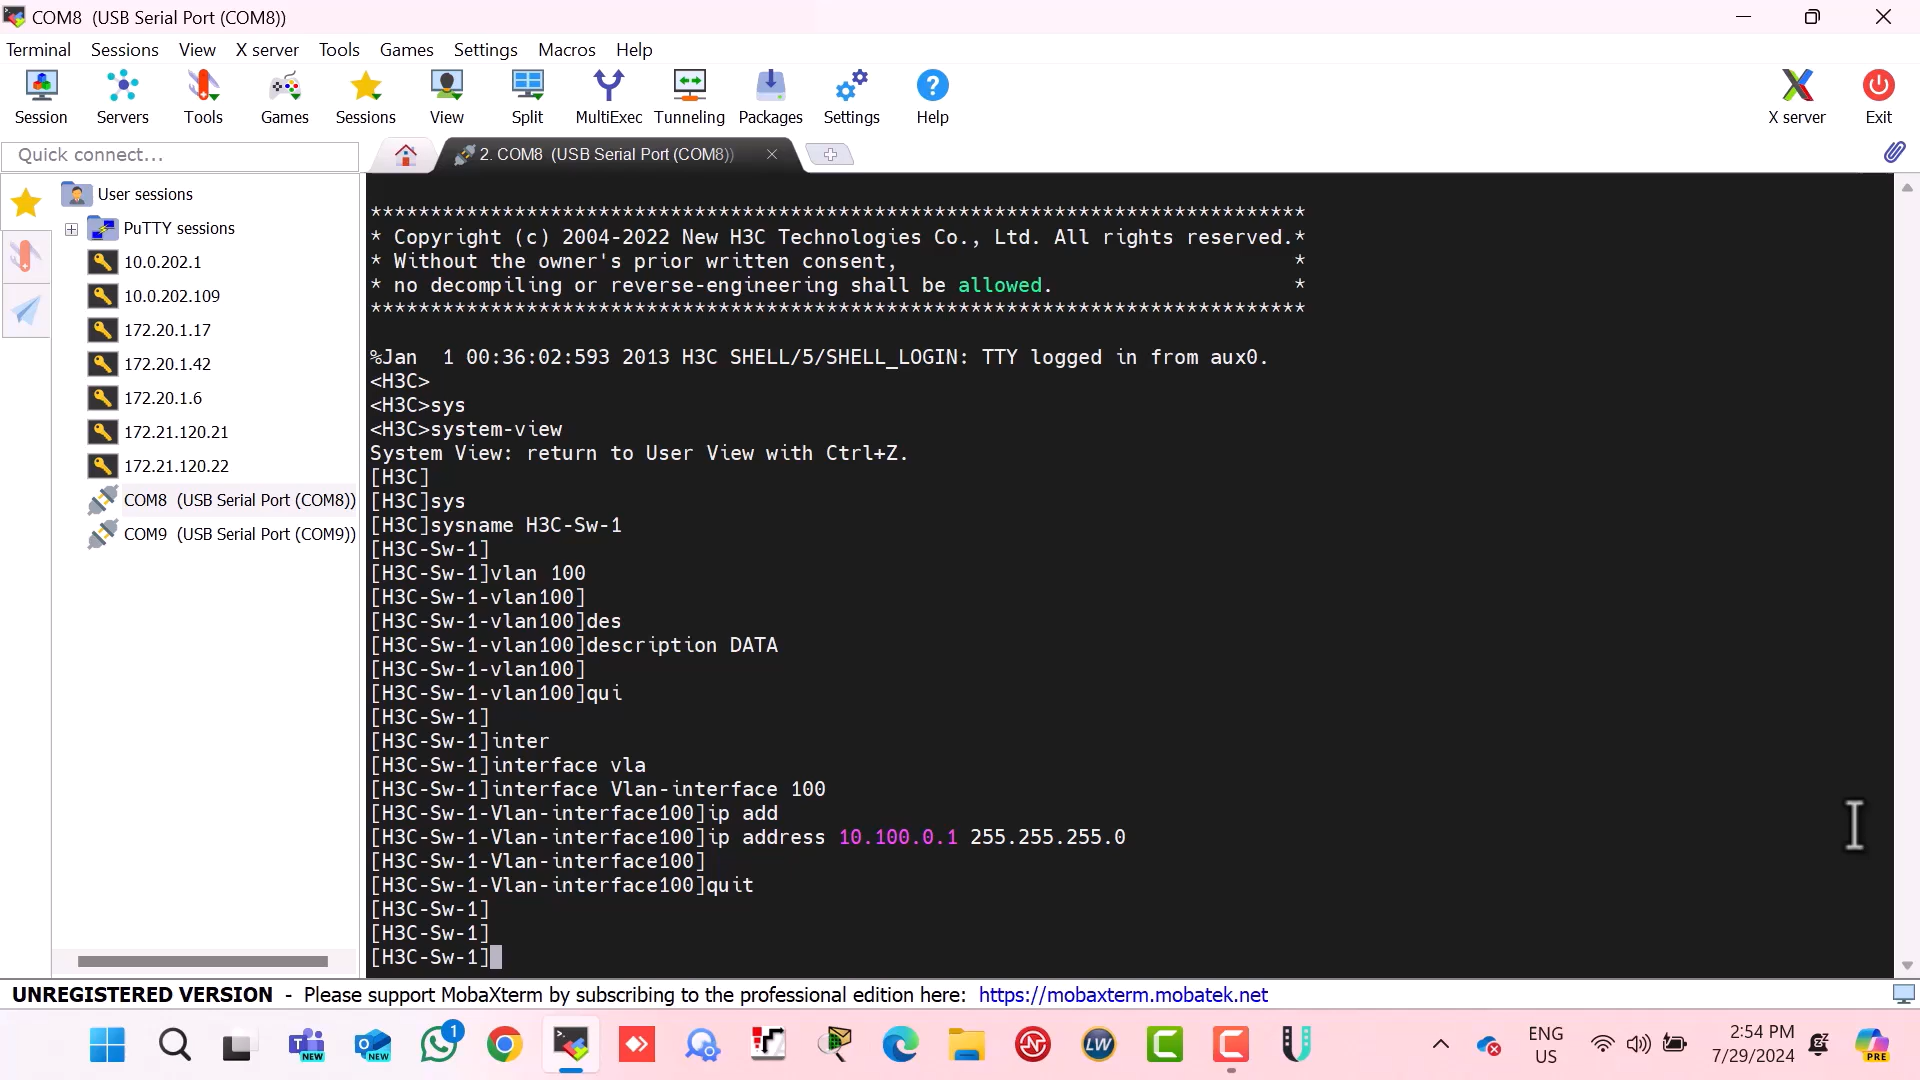 COM8 (USB Serial Port (COM8))
Terminal Sessions View X server Tools Games Settings Macros Help
Session Servers Tools Games Sessions View Split MultiExec Tunneling Packages Settings Help X server Exit
Quick connect...
2. COM8 (USB Serial Port (COM8))
User sessions
PuTTY sessions
10.0.202.1
10.0.202.109
172.20.1.17
172.20.1.42
172.20.1.6
172.21.120.21
172.21.120.22
COM8 (USB Serial Port (COM8))
COM9 (USB Serial Port (COM9))
******************************************************************************
* Copyright (c) 2004-2022 New H3C Technologies Co., Ltd. All rights reserved.*
* Without the owner's prior written consent,                                 *
* no decompiling or reverse-engineering shall be allowed.                    *
******************************************************************************
%Jan  1 00:36:02:593 2013 H3C SHELL/5/SHELL_LOGIN: TTY logged in from aux0.
<H3C>
<H3C>sys
<H3C>system-view
System View: return to User View with Ctrl+Z.
[H3C]
[H3C]sys
[H3C]sysname H3C-Sw-1
[H3C-Sw-1]
[H3C-Sw-1]vlan 100
[H3C-Sw-1-vlan100]
[H3C-Sw-1-vlan100]des
[H3C-Sw-1-vlan100]description DATA
[H3C-Sw-1-vlan100]
[H3C-Sw-1-vlan100]qui
[H3C-Sw-1]
[H3C-Sw-1]inter
[H3C-Sw-1]interface vla
[H3C-Sw-1]interface Vlan-interface 100
[H3C-Sw-1-Vlan-interface100]ip add
[H3C-Sw-1-Vlan-interface100]ip address 10.100.0.1 255.255.255.0
[H3C-Sw-1-Vlan-interface100]
[H3C-Sw-1-Vlan-interface100]quit
[H3C-Sw-1]
[H3C-Sw-1]
[H3C-Sw-1]
UNREGISTERED VERSION - Please support MobaXterm by subscribing to the professional edition here: https://mobaxterm.mobatek.net
NEW
NEW
1
LW
ENG
US
2:54 PM
7/29/2024
PRE